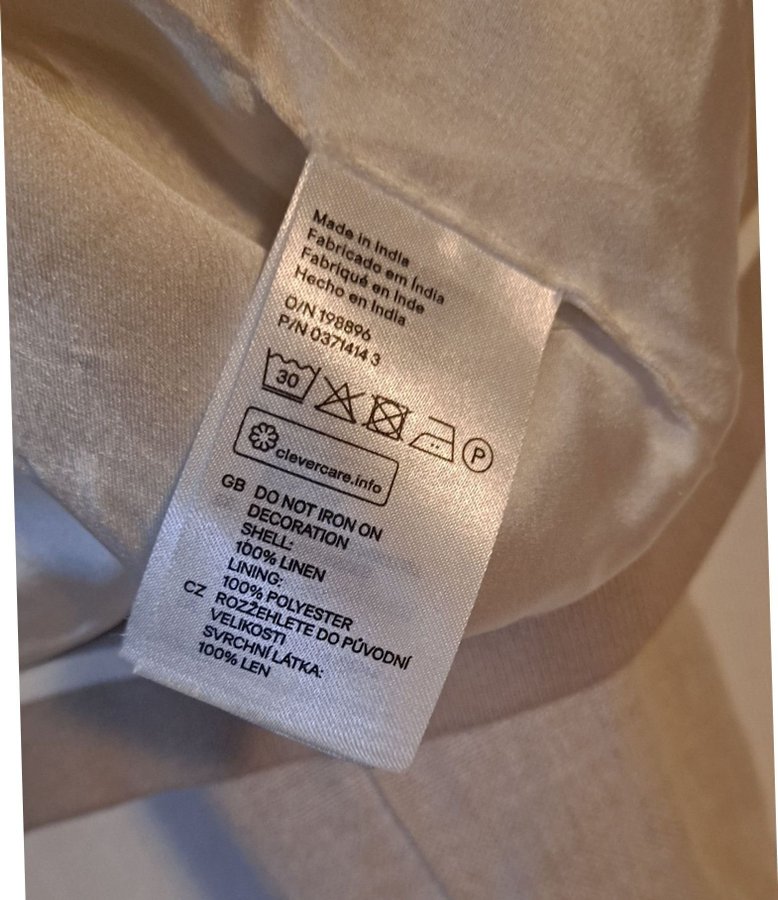 Made in India
Fabricado em Índia
Fabriqué en Inde
Hecho en India
O/N 198896
P/N 0371414 3
30 P
clevercare.info
GB DO NOT IRON ON
DECORATION
SHELL:
100% LINEN
LINING:
100% POLYESTER
CZ ROZŽEHLETE DO PŮVODNÍ
VELIKOSTI
SVRCHNÍ LÁTKA:
100% LEN